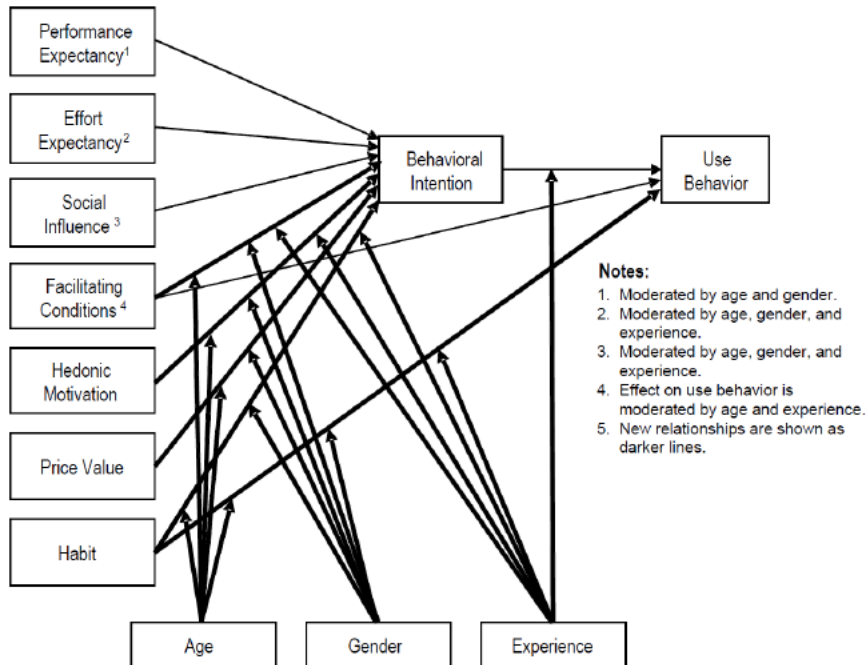 Performance
Expectancy1
Effort
Expectancy2
Social
Influence 3
Facilitating
Conditions 4
Hedonic
Motivation
Price Value
Habit
Behavioral
Intention
Use
Behavior
Notes:
1. Moderated by age and gender.
2. Moderated by age, gender, and
experience.
3. Moderated by age, gender, and
experience.
4. Effect on use behavior is
moderated by age and experience.
5. New relationships are shown as
darker lines.
Age
Gender
Experience